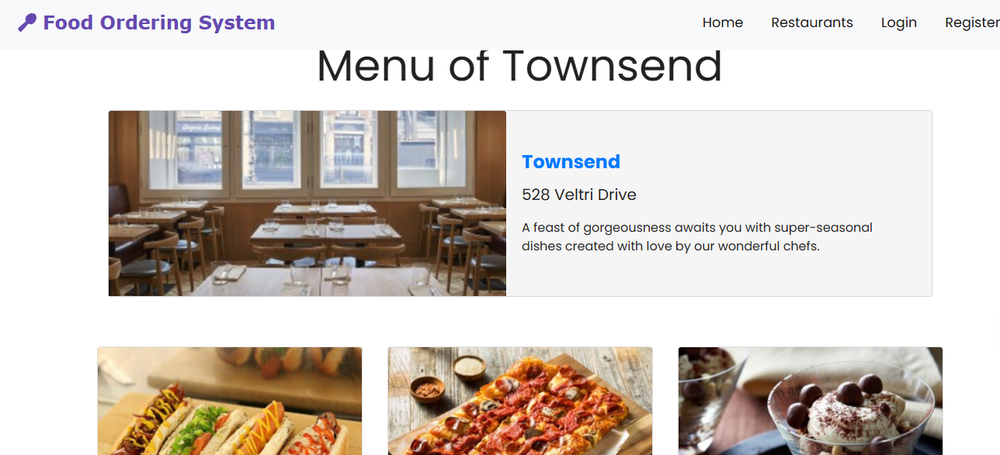 Food Ordering System
Home Restaurants Login Register
Menu of Townsend
Townsend
528 Veltri Drive
A feast of gorgeousness awaits you with super-seasonal
dishes created with love by our wonderful chefs.